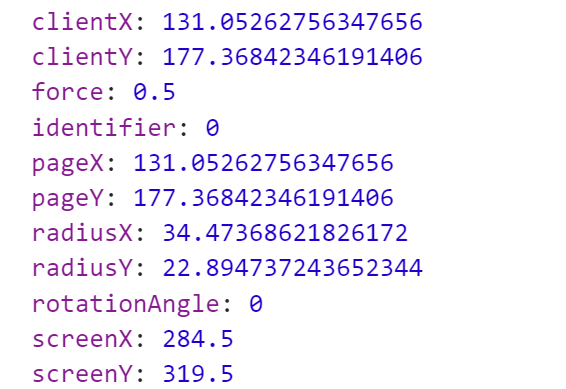 clientX: 131.05262756347656
clientY: 177.36842346191406
force: 0.5
identifier: 0
pageX: 131.05262756347656
pageY: 177.36842346191406
radiusX: 34.47368621826172
radiusY: 22.894737243652344
rotationAngle: 0
screenX: 284.5
screenY: 319.5